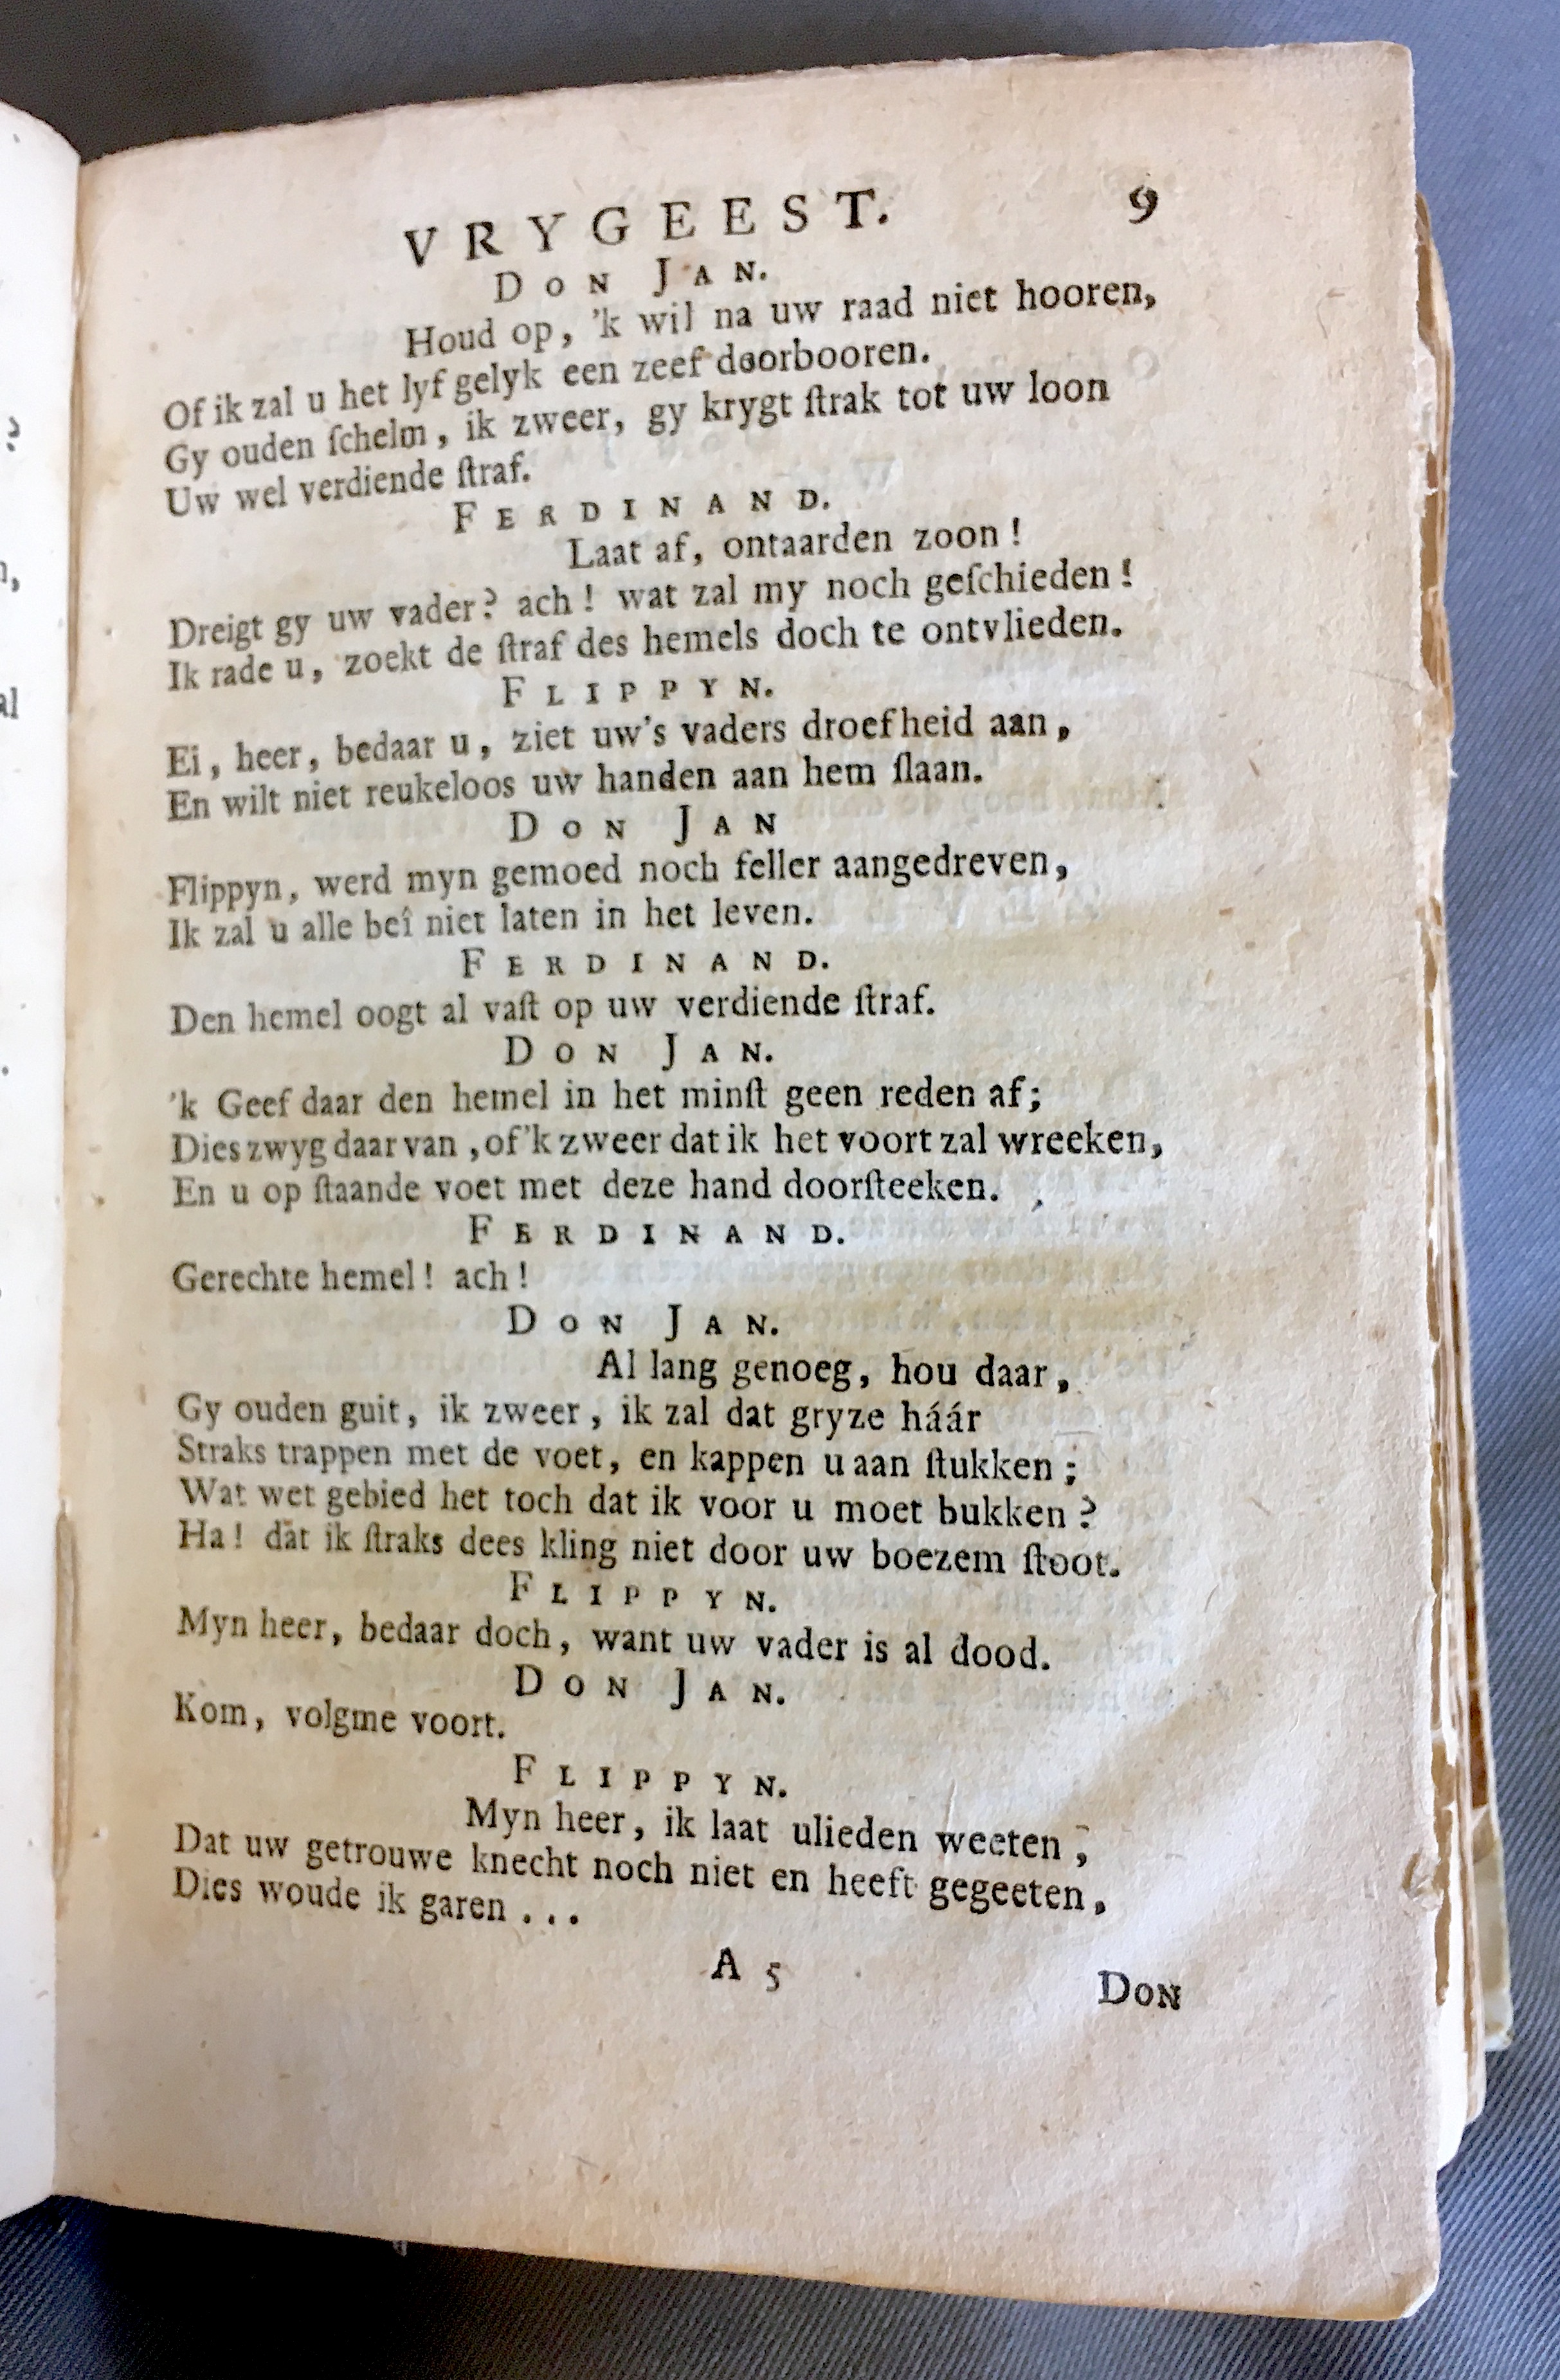 VRYGEEST. 9
DON JAN.
Houd op, 'k wil na uw raad niet hooren,
Of ik zal u het lyf gelyk een zeef doorbooren.
Gy ouden ſchelm, ik zweer, gy krygt ſtrak tot uw loon
Uw wel verdiende ſtraf.
FERDINAND.
Laat af, ontaarden zoon!
Dreigt gy uw vader? ach! wat zal my noch geſchieden!
Ik rade u, zoekt de ſtraf des hemels doch te ontvlieden.
FLIPPYN.
Ei, heer, bedaar u, ziet uw's vaders droefheid aan,
En wilt niet reukeloos uw handen aan hem ſlaan.
DON JAN
Flippyn, werd myn gemoed noch feller aangedreven,
Ik zal u alle beî niet laten in het leven.
FERDINAND.
Den hemel oogt al vaſt op uw verdiende ſtraf.
DON JAN.
'k Geef daar den hemel in het minſt geen reden af;
Dies zwyg daar van, of 'k zweer dat ik het voort zal wreeken,
En u op ſtaande voet met deze hand doorſteeken.
FERDINAND.
Gerechte hemel! ach!
DON JAN.
Al lang genoeg, hou daar,
Gy ouden guit, ik zweer, ik zal dat gryze háár
Straks trappen met de voet, en kappen u aan ſtukken;
Wat wet gebied het toch dat ik voor u moet bukken?
Ha! dat ik ſtraks dees kling niet door uw boezem ſtoot.
FLIPPYN.
Myn heer, bedaar doch, want uw vader is al dood.
DON JAN.
Kom, volgme voort.
FLIPPYN.
Myn heer, ik laat ulieden weeten,
Dat uw getrouwe knecht noch niet en heeft gegeeten,
Dies woude ik garen...
A 5 DON